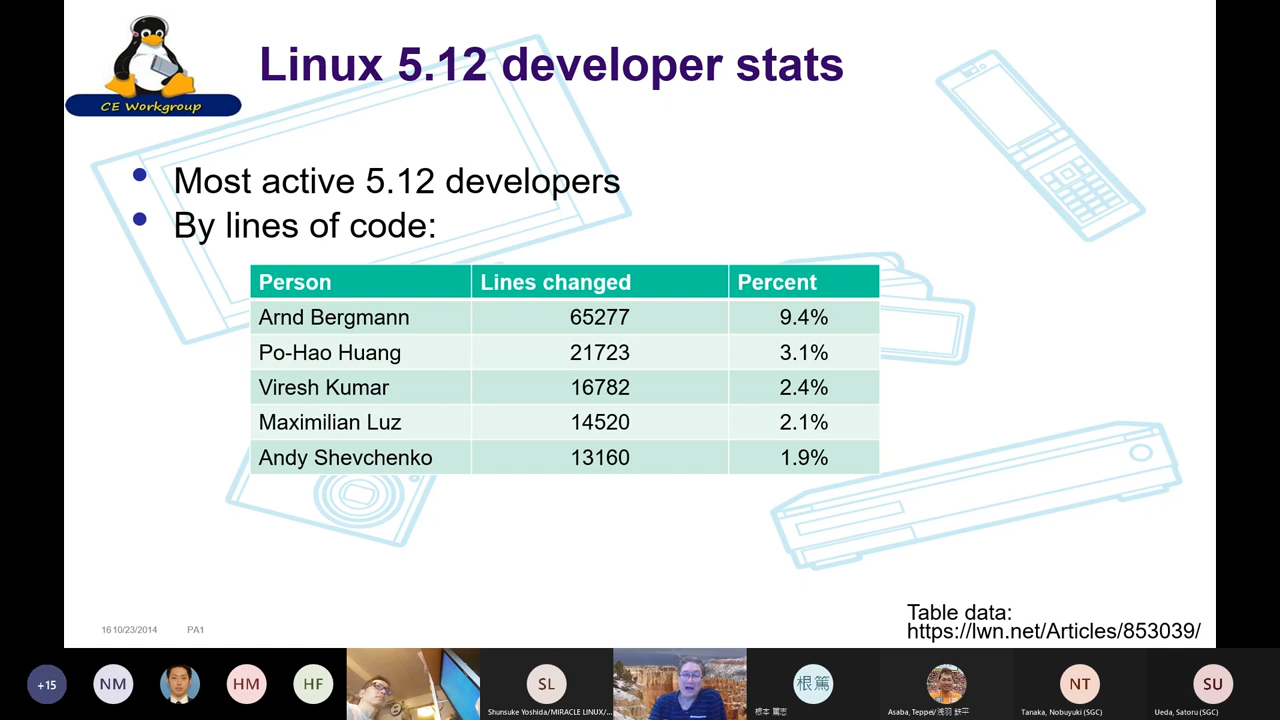 CE Workgroup
Linux 5.12 developer stats
Most active 5.12 developers
By lines of code:
Person Lines changed Percent
Arnd Bergmann 65277 9.4%
Po-Hao Huang 21723 3.1%
Viresh Kumar 16782 2.4%
Maximilian Luz 14520 2.1%
Andy Shevchenko 13160 1.9%
Table data:
https://lwn.net/Articles/853039/
16 10/23/2014 PA1
+15 NM HM HF SL 根篤 NT SU
Shunsuke Yoshida/MIRACLE LINUX/... 根本 篤志 Asaba, Teppei/浅羽 鉄平 Tanaka, Nobuyuki (SGC) Ueda, Satoru (SGC)